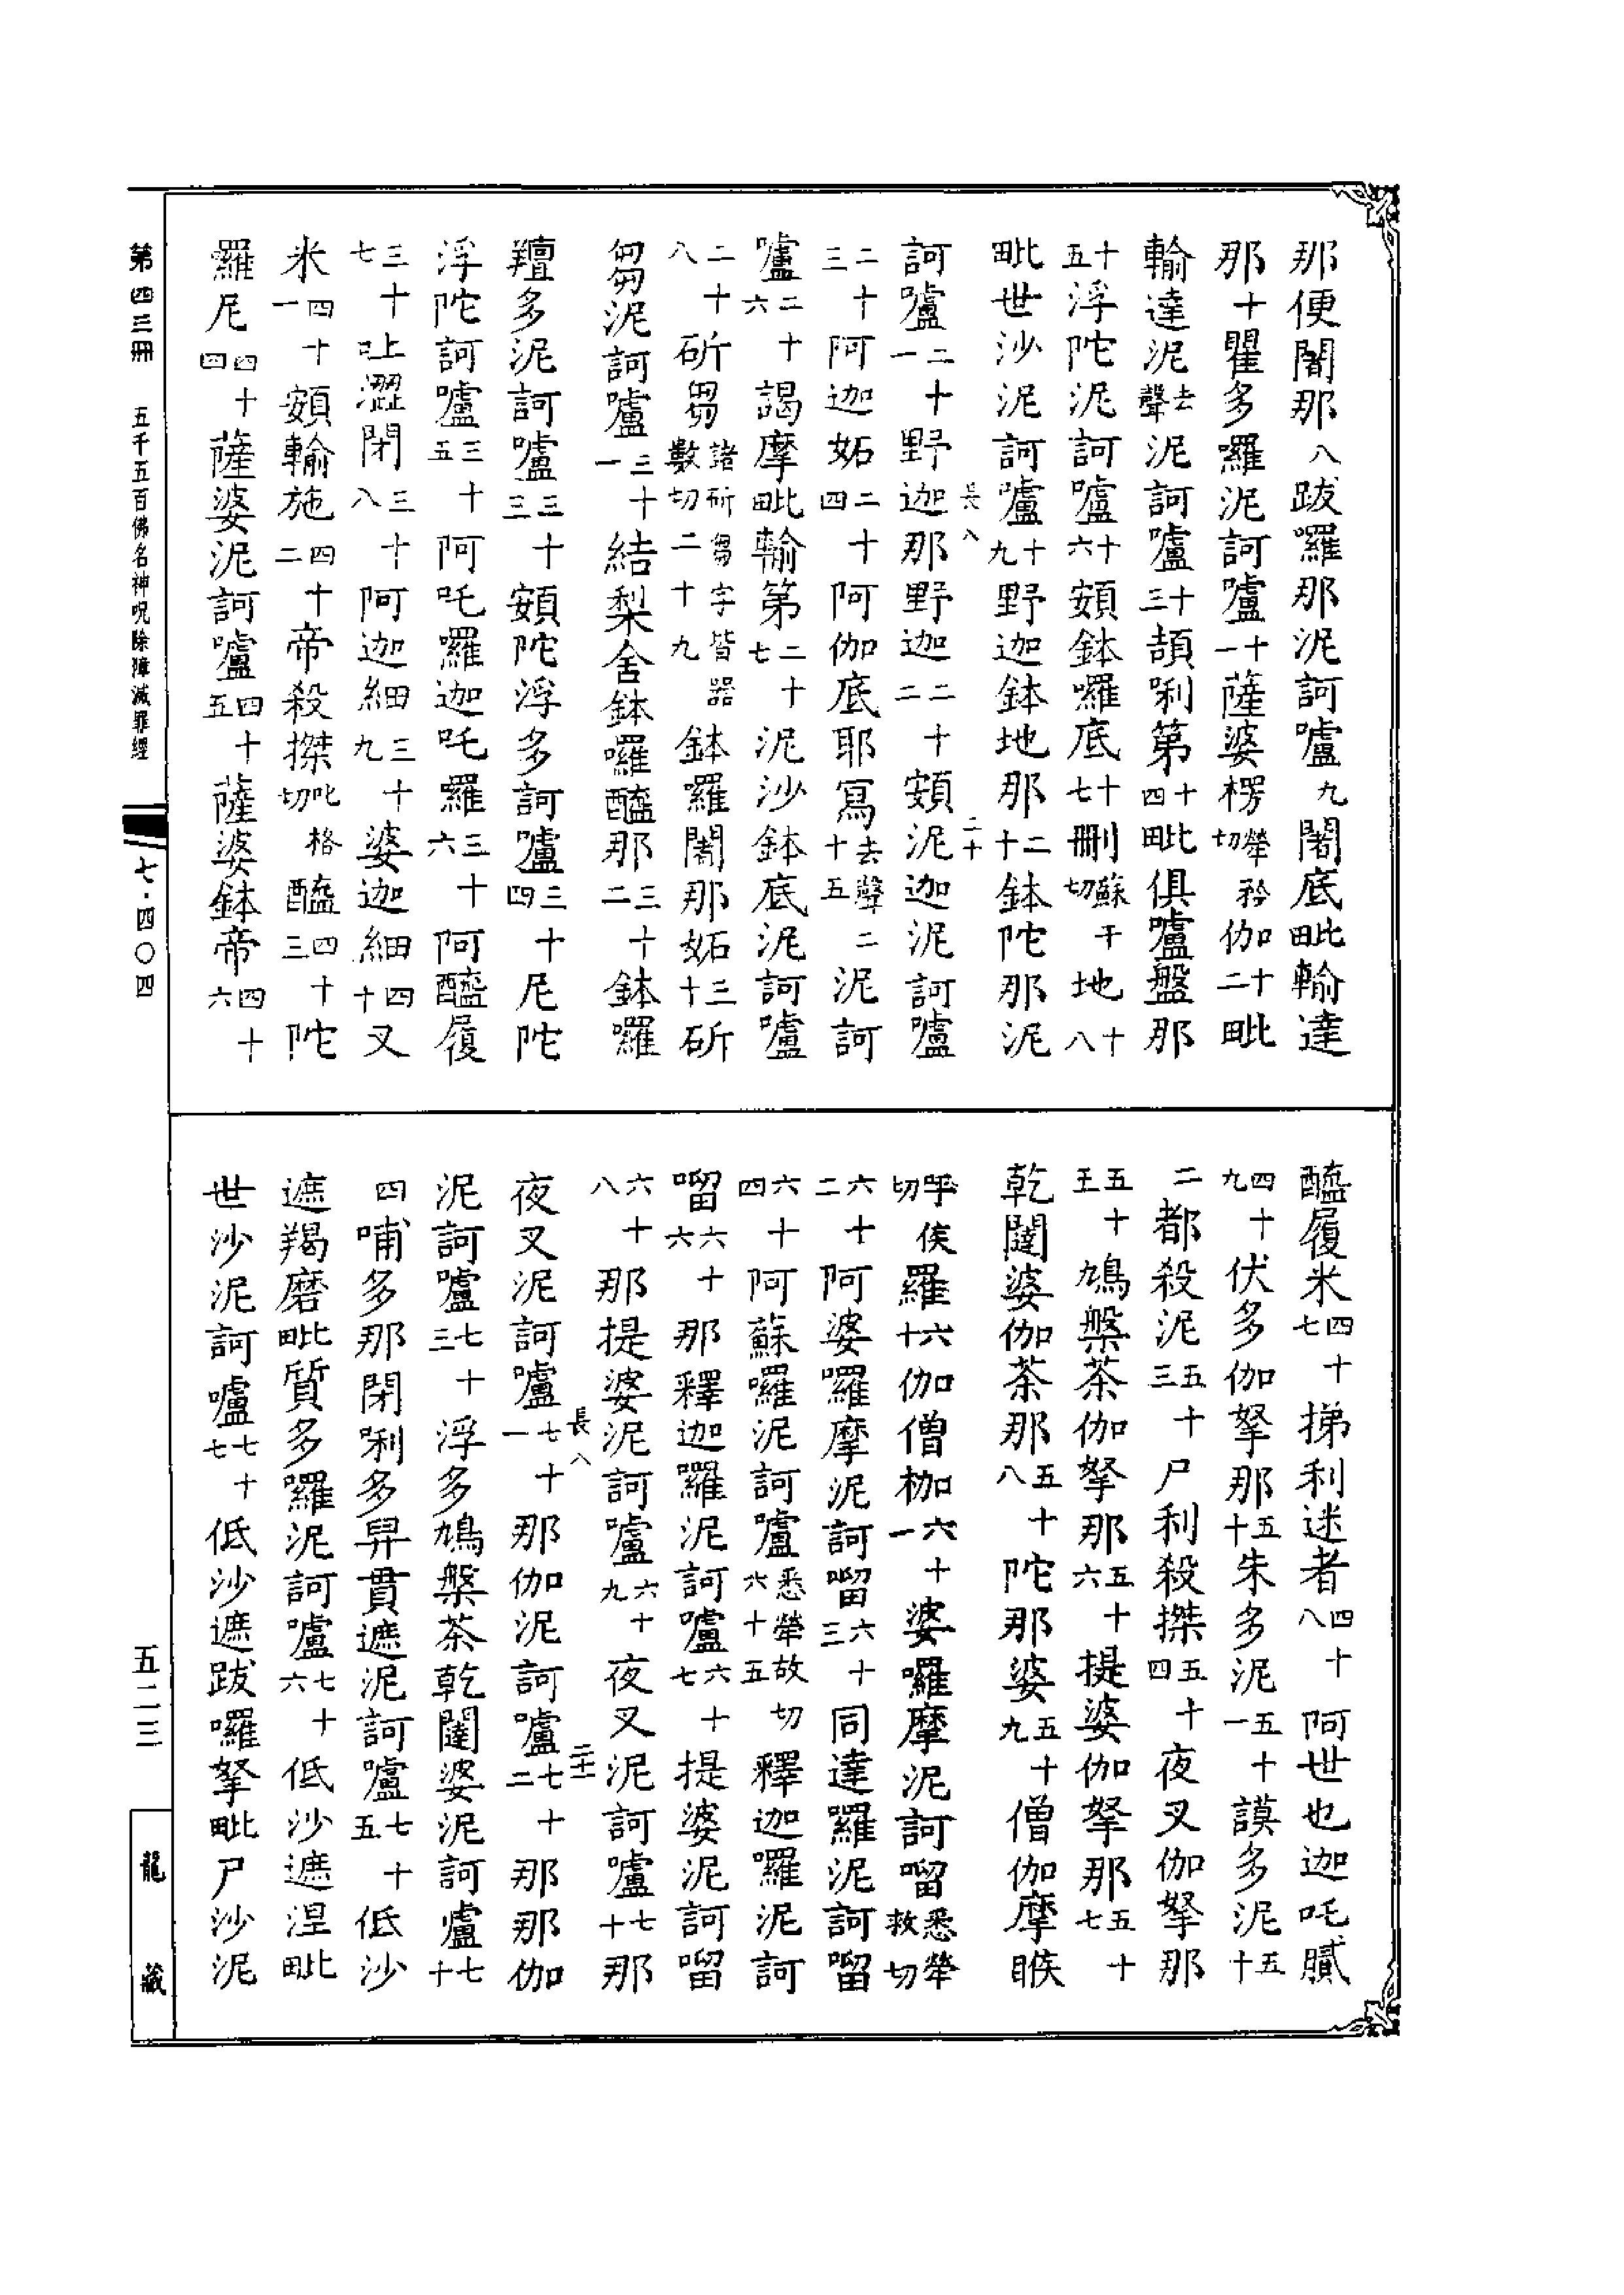 那便闍那八跋囉那泥訶嚧九闍底毗輸達
那十瞿多囉泥訶嚧十一薩婆楞犖矜切伽十二毗
輸達泥去聲泥訶嚧十三頡唎第十四毗俱嚧盤那
十五浮陀泥訶嚧十六頞鉢囉底十七刪蘇干切地十八
毗世沙泥訶嚧十九野迦鉢地那二十鉢陀那泥
訶嚧二十一野迦那野迦二十二頞泥迦泥訶嚧
二十三阿迦妬二十四阿伽底耶寫去聲二十五泥訶
嚧二十六謁摩毗輸第二十七泥沙鉢底泥訶嚧
二十八斫芻諸斫芻字皆器數切二十九鉢羅闍那妬三十斫
芻泥訶嚧三十一結梨舍鉢囉醯那三十二鉢囉
羶多泥訶嚧三十三頞陀浮多訶嚧三十四尼陀
浮陀訶嚧三十五阿吒囉迦吒羅三十六阿醯履
三十七上澀閉三十八阿迦細三十九婆迦細四十叉
米四十一頞輸施四十二帝殺搩吡格切醯四十三陀
羅尼四十四薩婆泥訶嚧四十五薩婆鉢帝四十六
醯履米四十七挮利迷者四十八阿世也迦吒膩
四十九伏多伽拏那五十朱多泥五十一謨多泥五十
二都殺泥五十三尸利殺搩五十四夜叉伽拏那
五十五鳩槃茶伽拏那五十六提婆伽拏那五十七
乾闥婆伽茶那五十八陀那婆五十九僧伽摩睺
呼侯切羅六十伽僧枷六十一婆囉摩泥訶㗰悉犖救切
六十二阿婆囉摩泥訶㗰六十三同達羅泥訶㗰
六十四阿蘇囉泥訶嚧悉犖故切六十五釋迦囉泥訶
㗰六十六那釋迦囉泥訶嚧六十七提婆泥訶㗰
六十八那提婆泥訶嚧六十九夜叉泥訶嚧七十那
夜叉泥訶嚧七十一那伽泥訶嚧七十二那那伽
泥訶嚧七十三浮多鳩槃茶乾闥婆泥訶嚧七十
四哺多那閉唎多毘貫遮泥訶嚧七十五低沙
遮羯磨毗質多囉泥訶嚧七十六低沙遮涅毗
世沙泥訶嚧七十七低沙遮跋囉拏毗尸沙泥
長八
二十
長八
二十一
第四三冊 五千五百佛名神呪除障滅罪經
七·四〇四
五二三
龍藏